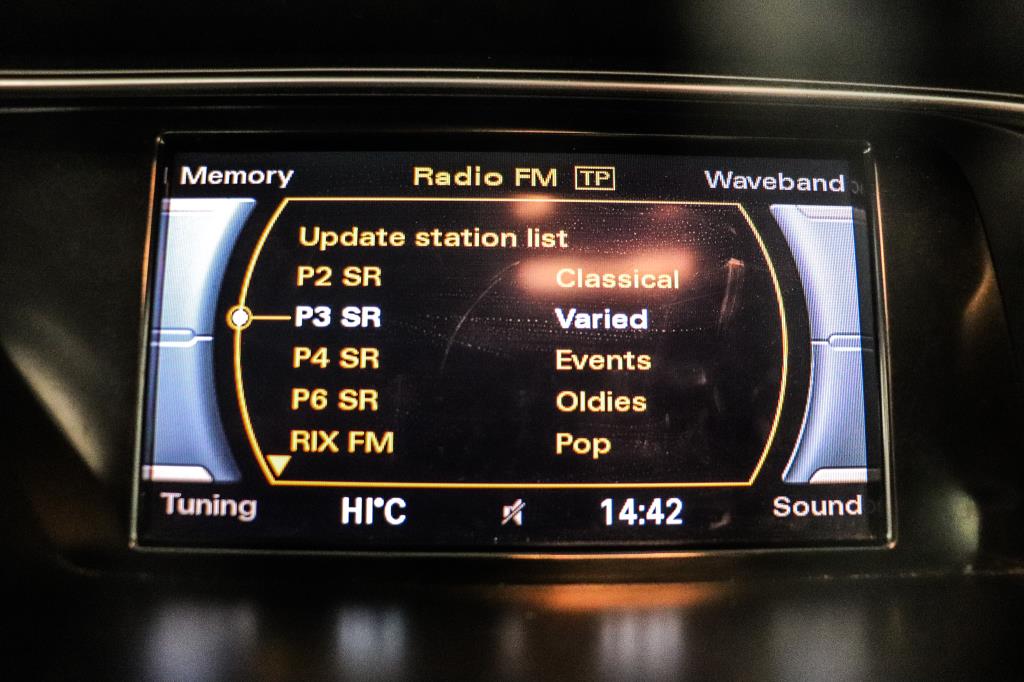 Memory Radio FM TP Waveband
Update station list
P2 SR Classical
P3 SR Varied
P4 SR Events
P6 SR Oldies
RIX FM Pop
Tuning HI°C 14:42 Sound